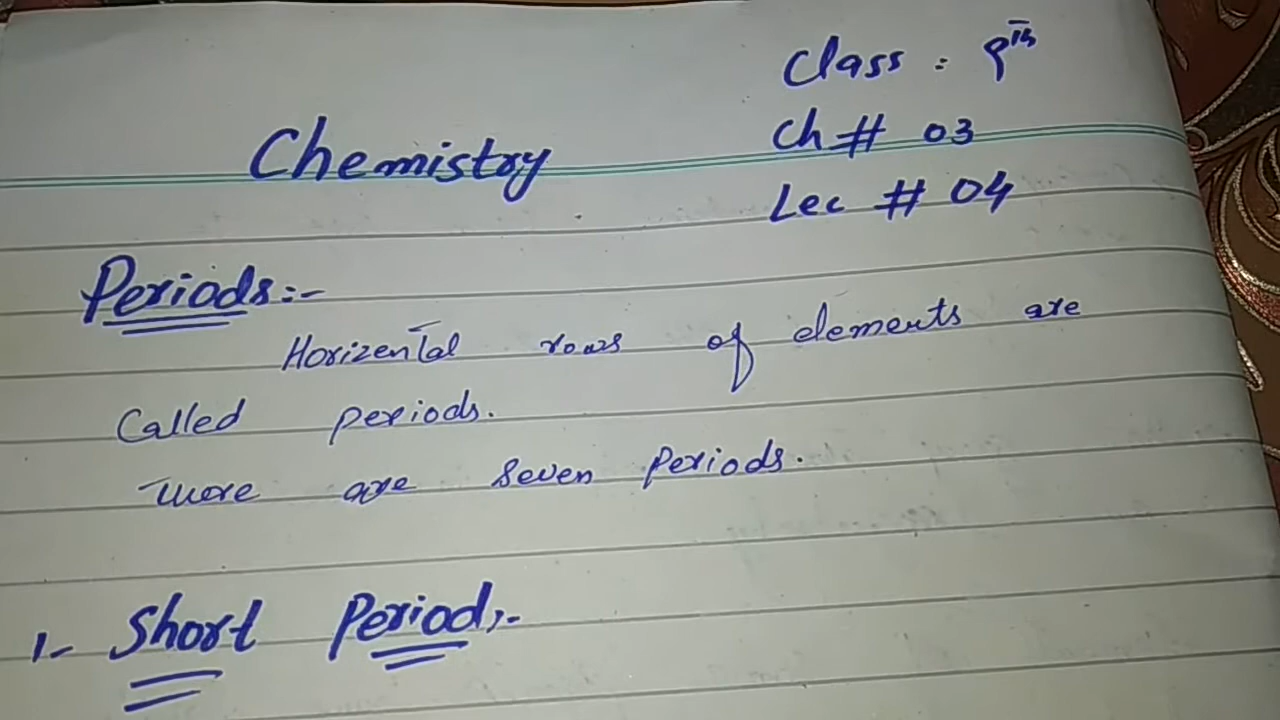 Class : 9th
Ch # 03
Chemistry
Lec # 04
Periods:-
Horizental rows of elements are
Called periods.
There are seven Periods.
1- Short Period:-